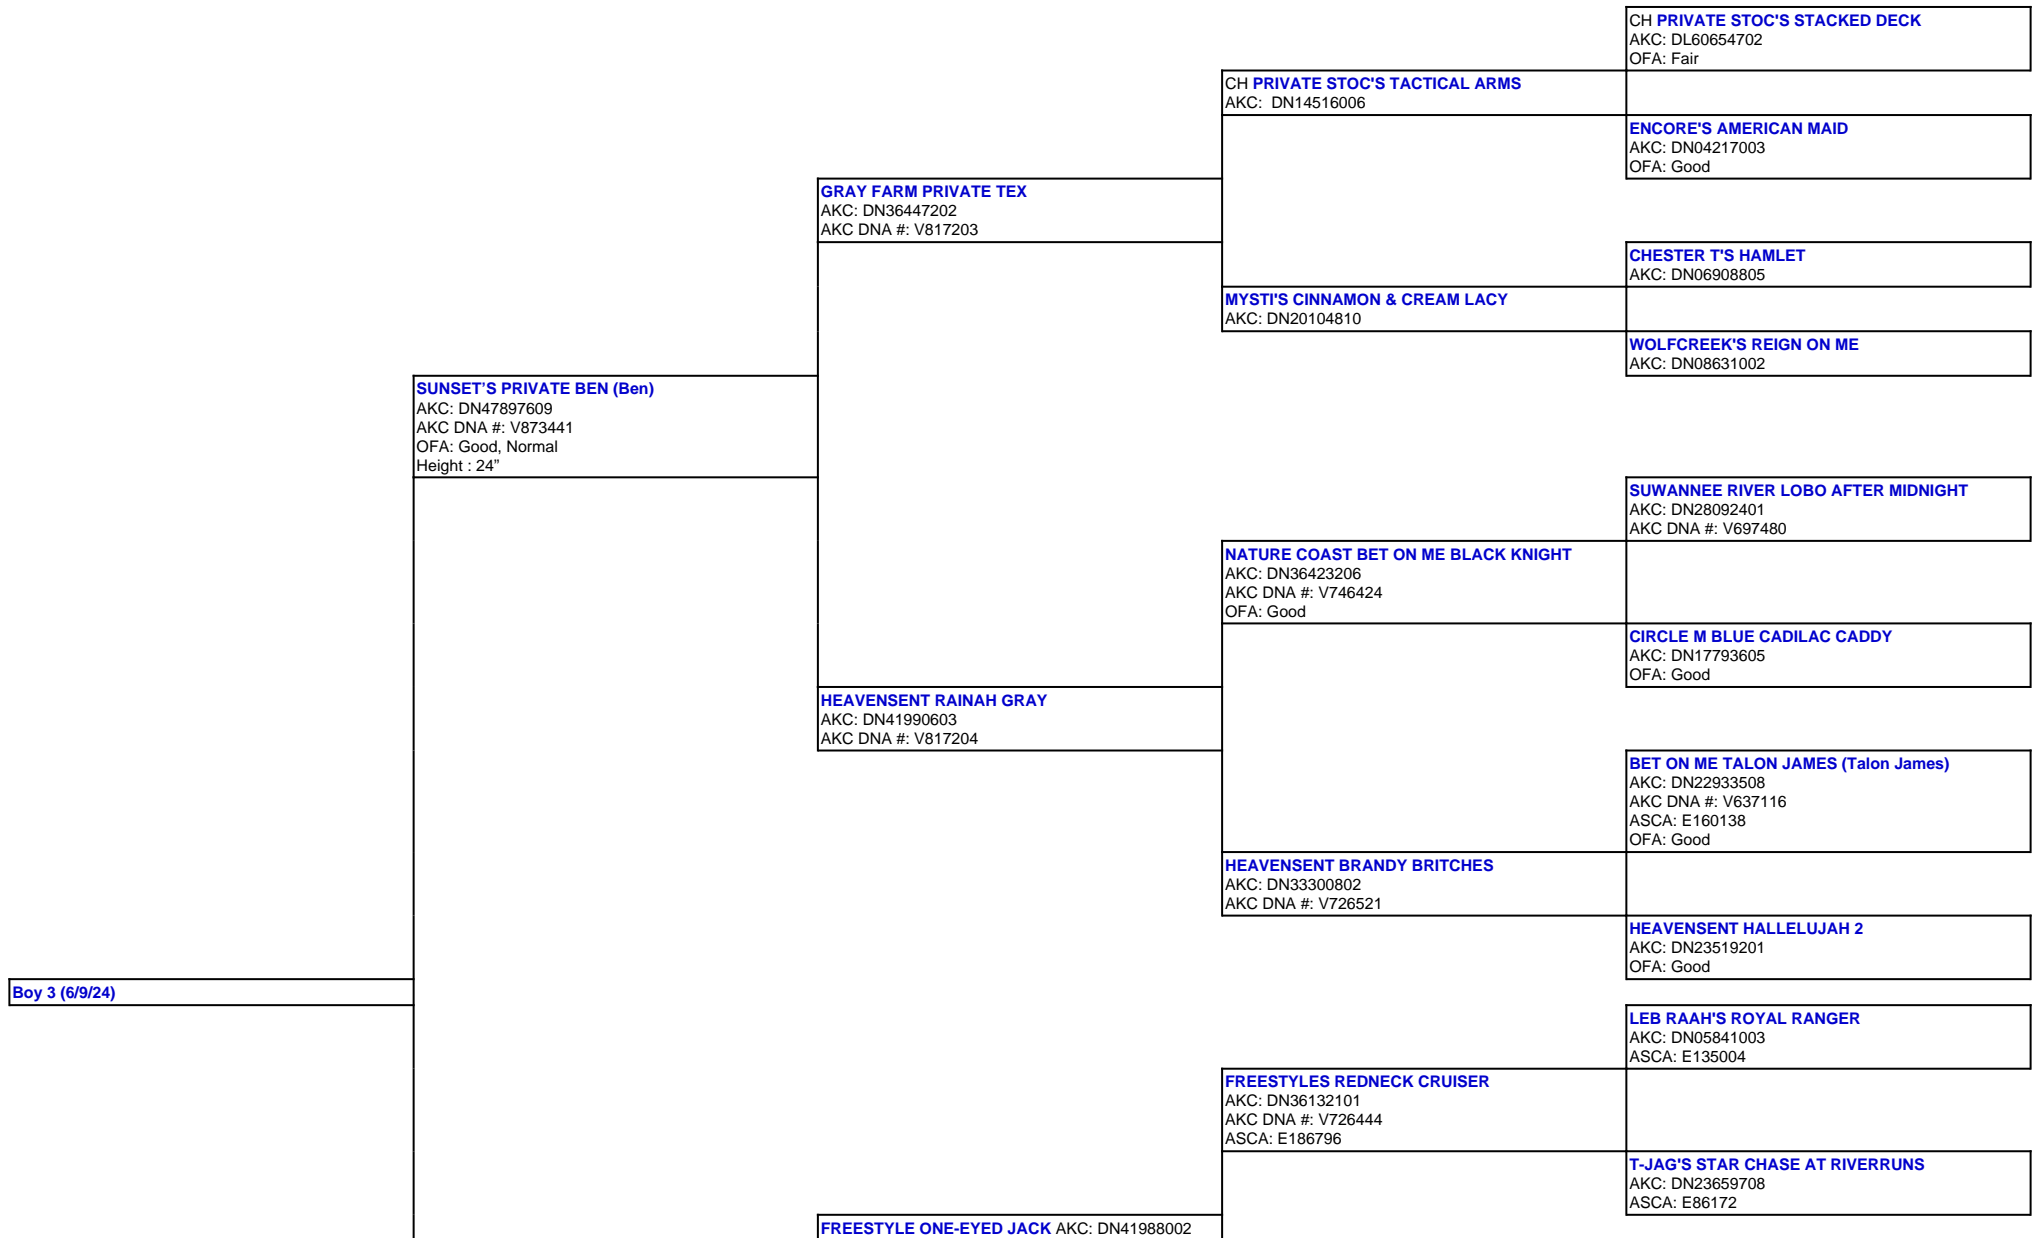 CH PRIVATE STOC'S STACKED DECK
AKC: DL60654702
OFA: Fair
CH PRIVATE STOC'S TACTICAL ARMS
AKC:  DN14516006
ENCORE'S AMERICAN MAID
AKC: DN04217003
OFA: Good
GRAY FARM PRIVATE TEX
AKC: DN36447202
AKC DNA #: V817203
CHESTER T'S HAMLET
AKC: DN06908805
MYSTI'S CINNAMON & CREAM LACY
AKC: DN20104810
WOLFCREEK'S REIGN ON ME
AKC: DN08631002
SUNSET’S PRIVATE BEN (Ben)
AKC: DN47897609
AKC DNA #: V873441
OFA: Good, Normal
Height : 24”
SUWANNEE RIVER LOBO AFTER MIDNIGHT
AKC: DN28092401
AKC DNA #: V697480
NATURE COAST BET ON ME BLACK KNIGHT
AKC: DN36423206
AKC DNA #: V746424
OFA: Good
CIRCLE M BLUE CADILAC CADDY
AKC: DN17793605
OFA: Good
HEAVENSENT RAINAH GRAY
AKC: DN41990603
AKC DNA #: V817204
BET ON ME TALON JAMES (Talon James)
AKC: DN22933508
AKC DNA #: V637116
ASCA: E160138
OFA: Good
HEAVENSENT BRANDY BRITCHES
AKC: DN33300802
AKC DNA #: V726521
HEAVENSENT HALLELUJAH 2
AKC: DN23519201
OFA: Good
Boy 3 (6/9/24)
LEB RAAH'S ROYAL RANGER
AKC: DN05841003
ASCA: E135004
FREESTYLES REDNECK CRUISER
AKC: DN36132101
AKC DNA #: V726444
ASCA: E186796
T-JAG'S STAR CHASE AT RIVERRUNS
AKC: DN23659708
ASCA: E86172
FREESTYLE ONE-EYED JACK AKC: DN41988002